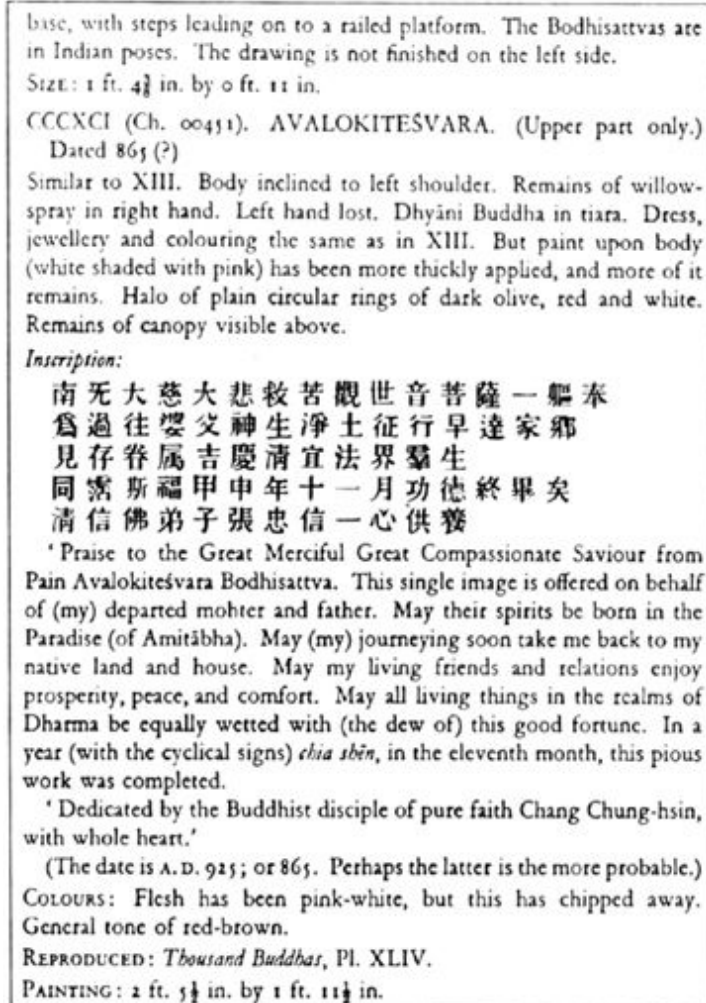 base, with steps leading on to a railed platform. The Bodhisattvas are
in Indian poses. The drawing is not finished on the left side.
SIZE: 1 ft. 4¾ in. by 0 ft. 11 in.
CCCXCI (Ch. 00451). AVALOKITEŚVARA. (Upper part only.)
Dated 865 (?)
Similar to XIII. Body inclined to left shoulder. Remains of willow-
spray in right hand. Left hand lost. Dhyāni Buddha in tiara. Dress,
jewellery and colouring the same as in XIII. But paint upon body
(white shaded with pink) has been more thickly applied, and more of it
remains. Halo of plain circular rings of dark olive, red and white.
Remains of canopy visible above.
Inscription:
南无大慈大悲救苦觀世音菩薩一軀奉
爲過往婆父神生淨土征行早達家鄉
見存眷属吉慶清宜法界羣生
同霑斯福甲申年十一月功德終畢矣
清信佛弟子張忠信一心供養
'Praise to the Great Merciful Great Compassionate Saviour from
Pain Avalokiteśvara Bodhisattva. This single image is offered on behalf
of (my) departed mohter and father. May their spirits be born in the
Paradise (of Amitābha). May (my) journeying soon take me back to my
native land and house. May my living friends and relations enjoy
prosperity, peace, and comfort. May all living things in the realms of
Dharma be equally wetted with (the dew of) this good fortune. In a
year (with the cyclical signs) chia shên, in the eleventh month, this pious
work was completed.
'Dedicated by the Buddhist disciple of pure faith Chang Chung-hsin,
with whole heart.'
(The date is A.D. 925; or 865. Perhaps the latter is the more probable.)
COLOURS: Flesh has been pink-white, but this has chipped away.
General tone of red-brown.
REPRODUCED: Thousand Buddhas, Pl. XLIV.
PAINTING: 2 ft. 5½ in. by 1 ft. 11½ in.